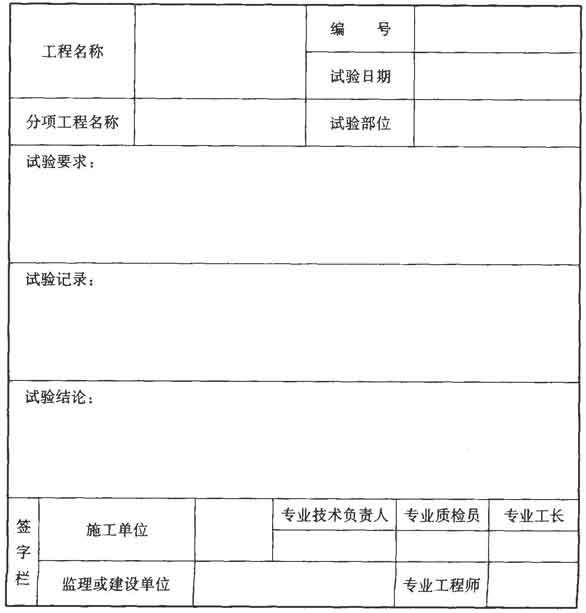 工程名称
编 号
试验日期
分项工程名称
试验部位
试验要求：
试验记录：
试验结论：
签字栏
施工单位
专业技术负责人
专业质检员
专业工长
监理或建设单位
专业工程师